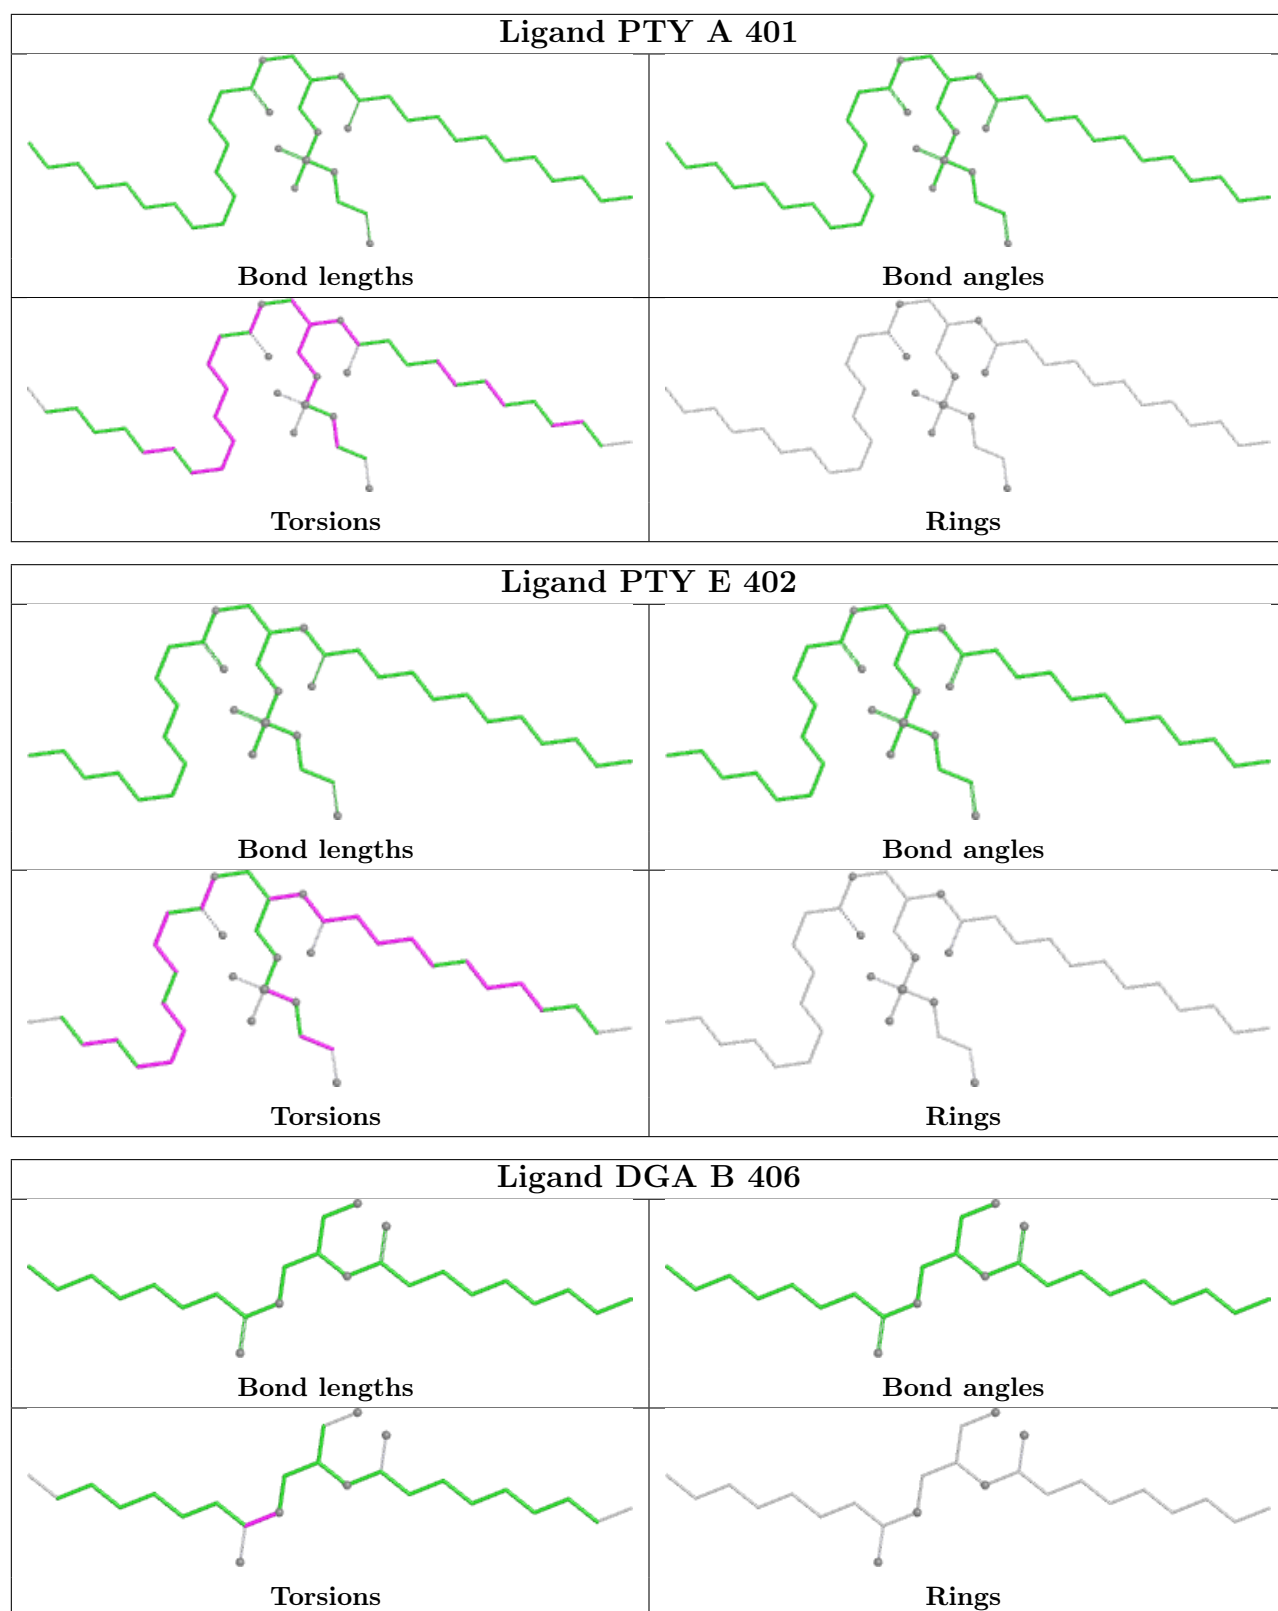 Ligand PTY A 401
Bond lengths
Bond angles
Torsions
Rings
Ligand PTY E 402
Bond lengths
Bond angles
Torsions
Rings
Ligand DGA B 406
Bond lengths
Bond angles
Torsions
Rings